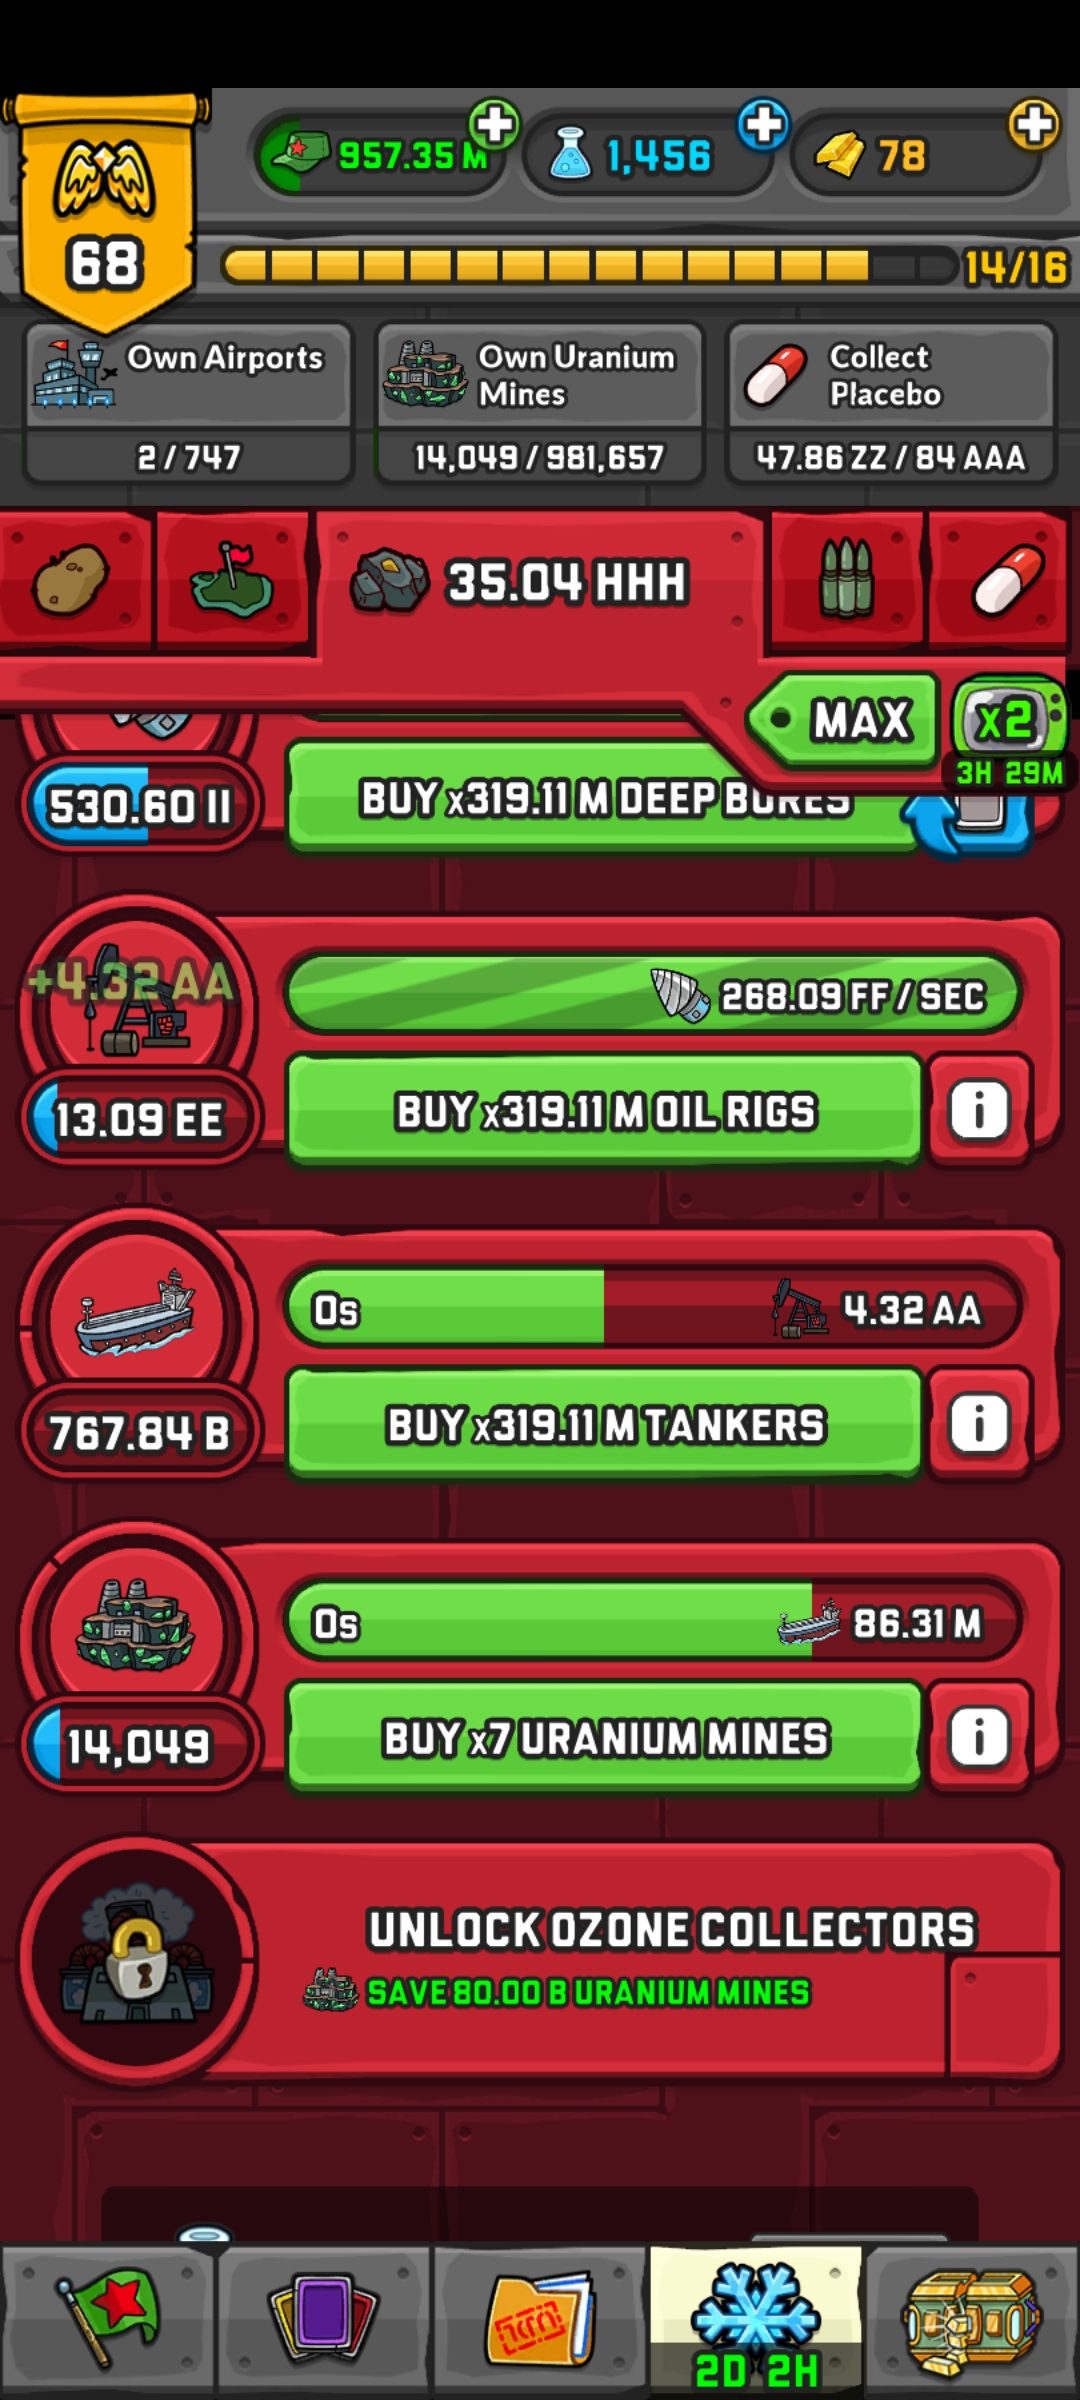 957.35 M
1,456
78
68
14/16
Own Airports
2 / 747
Own Uranium
Mines
14,049 / 981,657
Collect
Placebo
47.86 ZZ / 84 AAA
35.04 HHH
MAX
x2
3H 29M
530.60 II
BUY x319.11 M DEEP BORES
+4.32 AA
268.09 FF / SEC
13.09 EE
BUY x319.11 M OIL RIGS
i
0s
4.32 AA
767.84 B
BUY x319.11 M TANKERS
i
0s
86.31 M
14,049
BUY x7 URANIUM MINES
i
UNLOCK OZONE COLLECTORS
SAVE 80.00 B URANIUM MINES
2D 2H